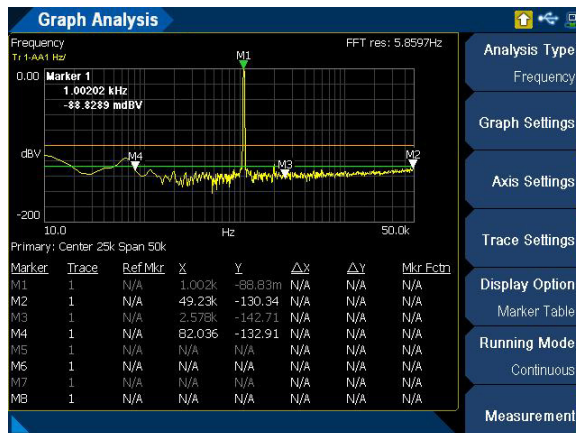 Graph Analysis
Frequency FFT res: 5.8597Hz
Tr 1-AA1 Hz/
M1
0.00 Marker 1
1.00202 kHz
-88.8289 mdBV
dBV
M4 M3 M2
-200
10.0 Hz 50.0k
Primary: Center 25k Span 50k
Marker Trace Ref Mkr X Y ΔX ΔY Mkr Fctn
M1 1 N/A 1.002k -88.83m N/A N/A N/A
M2 1 N/A 49.23k -130.34 N/A N/A N/A
M3 1 N/A 2.578k -142.71 N/A N/A N/A
M4 1 N/A 82.036 -132.91 N/A N/A N/A
M5 1 N/A N/A N/A N/A N/A N/A
M6 1 N/A N/A N/A N/A N/A N/A
M7 1 N/A N/A N/A N/A N/A N/A
M8 1 N/A N/A N/A N/A N/A N/A
Analysis Type
Frequency
Graph Settings
Axis Settings
Trace Settings
Display Option
Marker Table
Running Mode
Continuous
Measurement